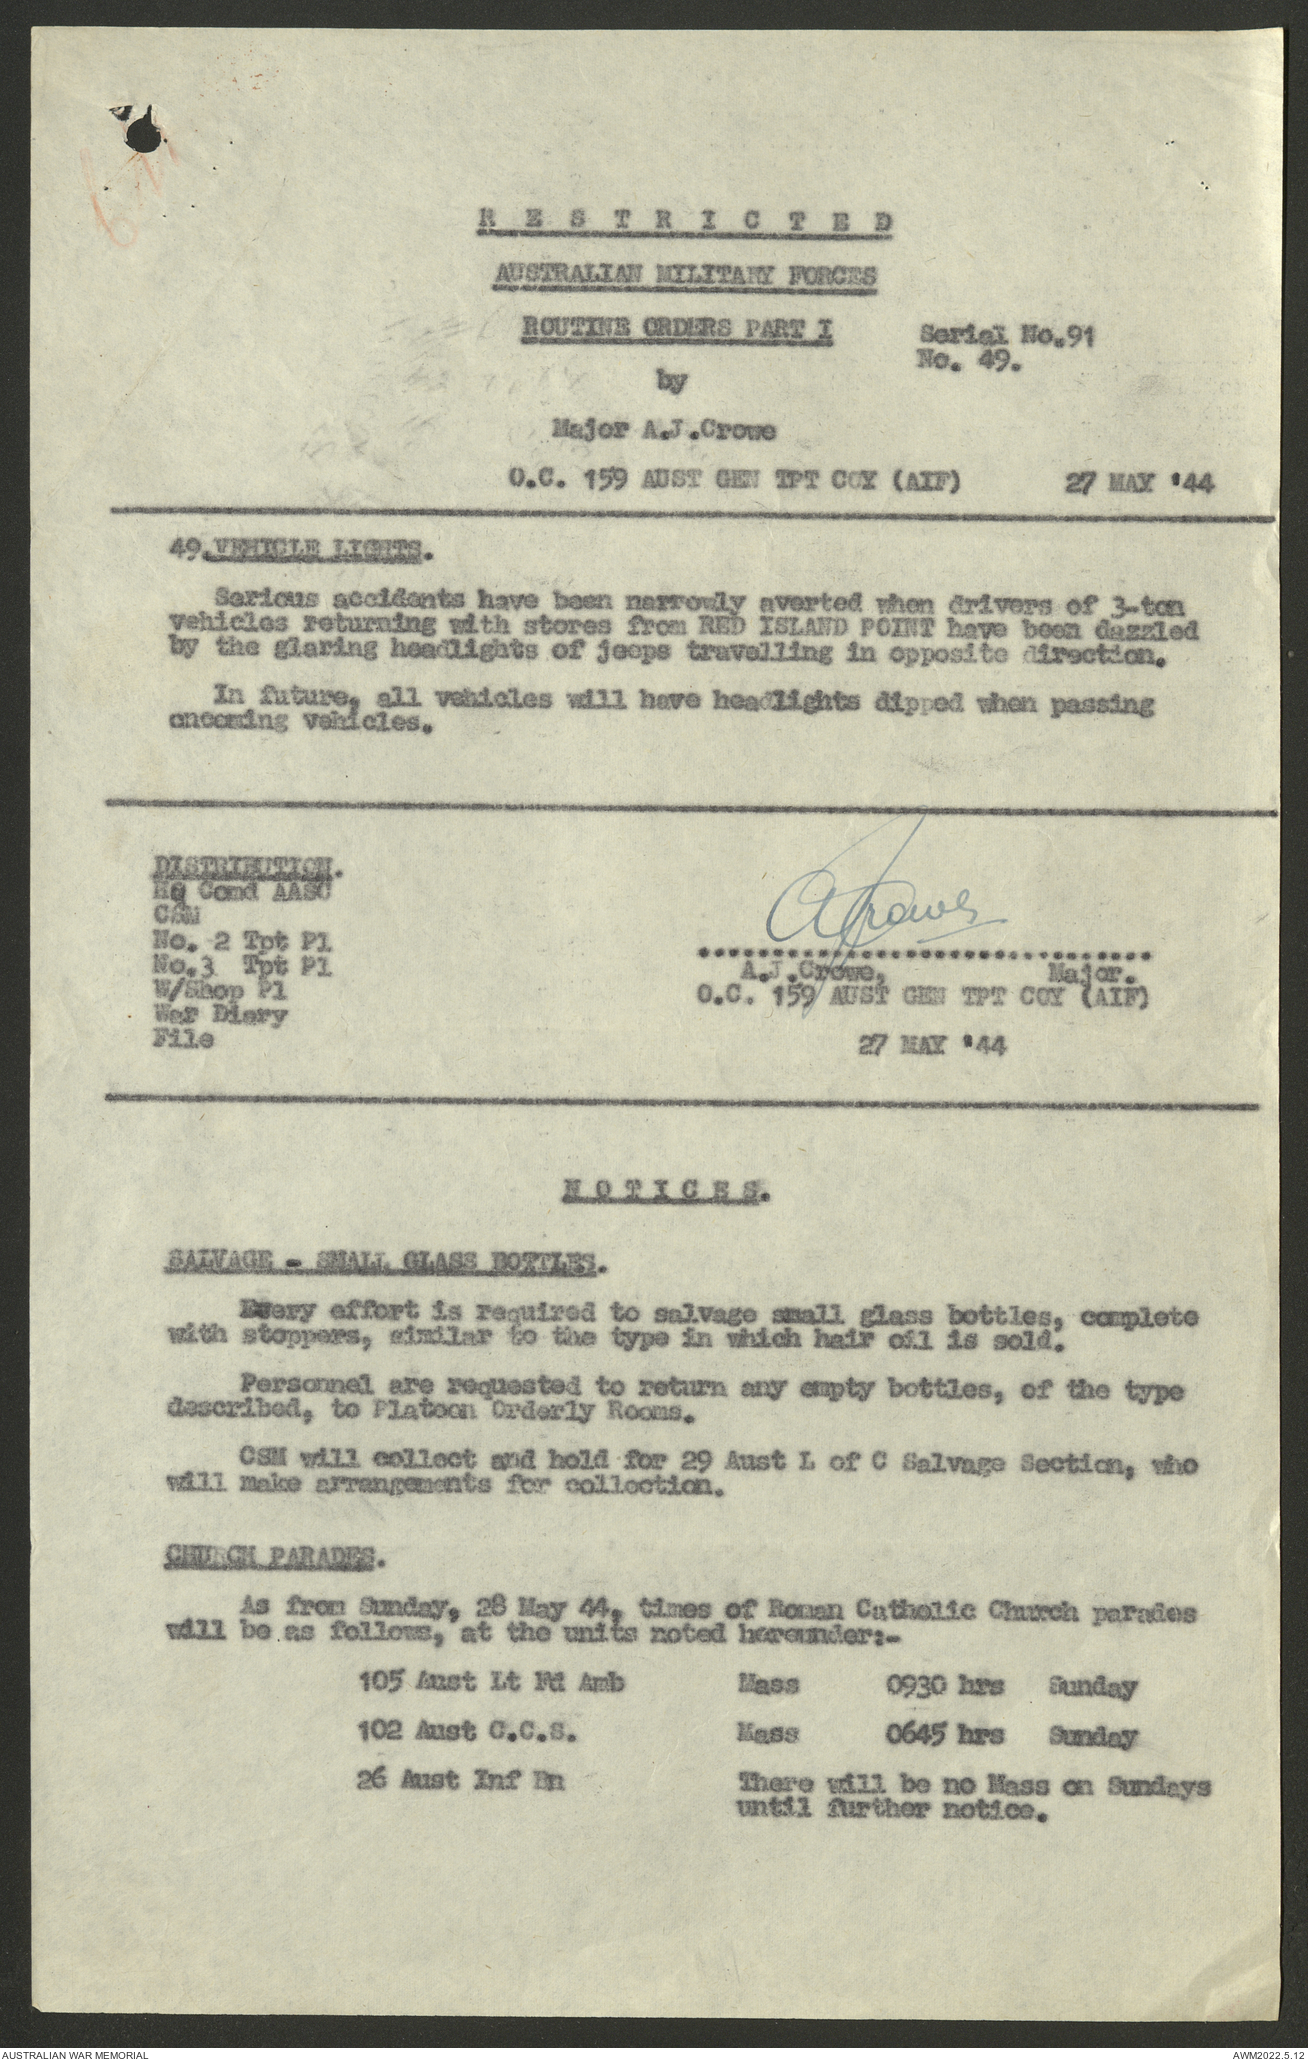 R E S T R I C T E D
AUSTRALIAN MILITARY FORCES
ROUTINE ORDERS PART I
Serial No.91
No. 49.
by
Major A.J.Crowe
O.C. 159 AUST GEN TPT COY (AIF) 27 MAY '44
49.VEHICLE LIGHTS.
Serious accidents have been narrowly averted when drivers of 3-ton
vehicles returning with stores from RED ISLAND POINT have been dazzled
by the glaring headlights of jeeps travelling in opposite direction.
In future, all vehicles will have headlights dipped when passing
oncoming vehicles.
DISTRIBUTION.
HQ Comd AASC
CSM
No. 2 Tpt Pl
No.3 Tpt Pl
W/Shop Pl
War Diary
File
AJCrowe
A.J.Crowe, Major.
O.C. 159 AUST GEN TPT COY (AIF)
27 MAY '44
N O T I C E S.
SALVAGE - SMALL GLASS BOTTLES.
Every effort is required to salvage small glass bottles, complete
with stoppers, similar to the type in which hair oil is sold.
Personnel are requested to return any empty bottles, of the type
described, to Platoon Orderly Rooms.
CSM will collect and hold for 29 Aust L of C Salvage Section, who
will make arrangements for collection.
CHURCH PARADES.
As from Sunday, 28 May 44, times of Roman Catholic Church parades
will be as follows, at the units noted hereunder:-
105 Aust Lt Fd Amb Mass 0930 hrs Sunday
102 Aust C.C.S. Mass 0645 hrs Sunday
26 Aust Inf Bn There will be no Mass on Sundays
until further notice.
AUSTRALIAN WAR MEMORIAL
AWM2022.5.12